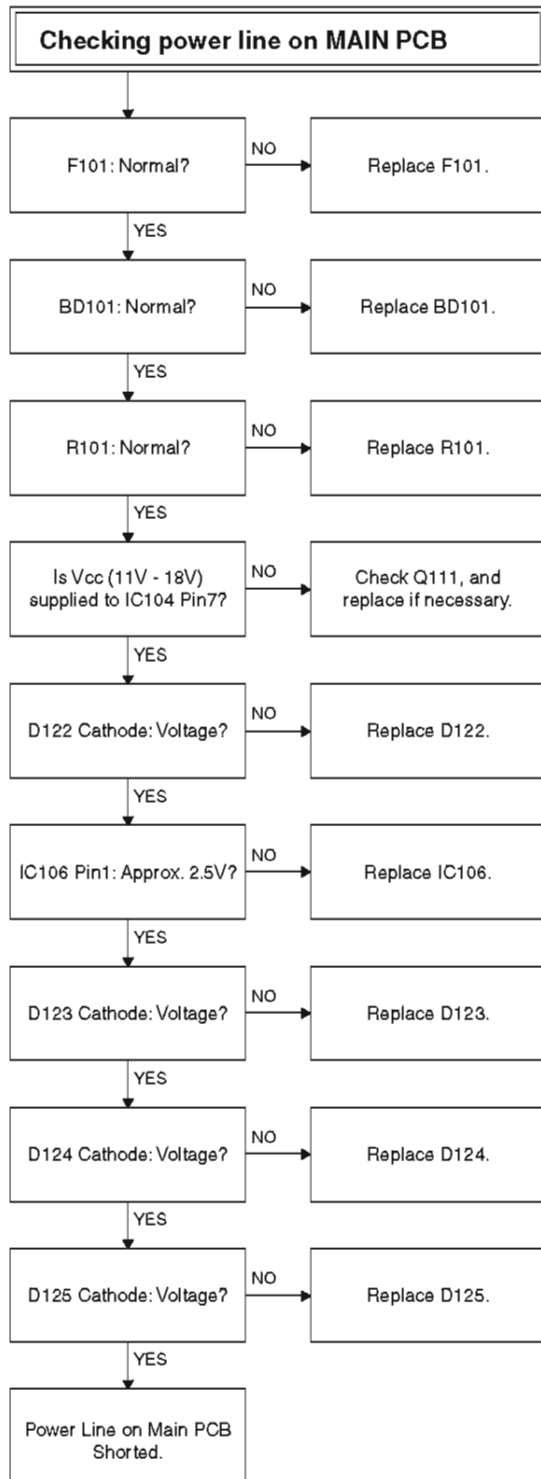 Checking power line on MAIN PCB
F101: Normal?
NO
Replace F101.
YES
BD101: Normal?
NO
Replace BD101.
YES
R101: Normal?
NO
Replace R101.
YES
Is Vcc (11V - 18V)
supplied to IC104 Pin7?
NO
Check Q111, and
replace if necessary.
YES
D122 Cathode: Voltage?
NO
Replace D122.
YES
IC106 Pin1: Approx. 2.5V?
NO
Replace IC106.
YES
D123 Cathode: Voltage?
NO
Replace D123.
YES
D124 Cathode: Voltage?
NO
Replace D124.
YES
D125 Cathode: Voltage?
NO
Replace D125.
YES
Power Line on Main PCB
Shorted.